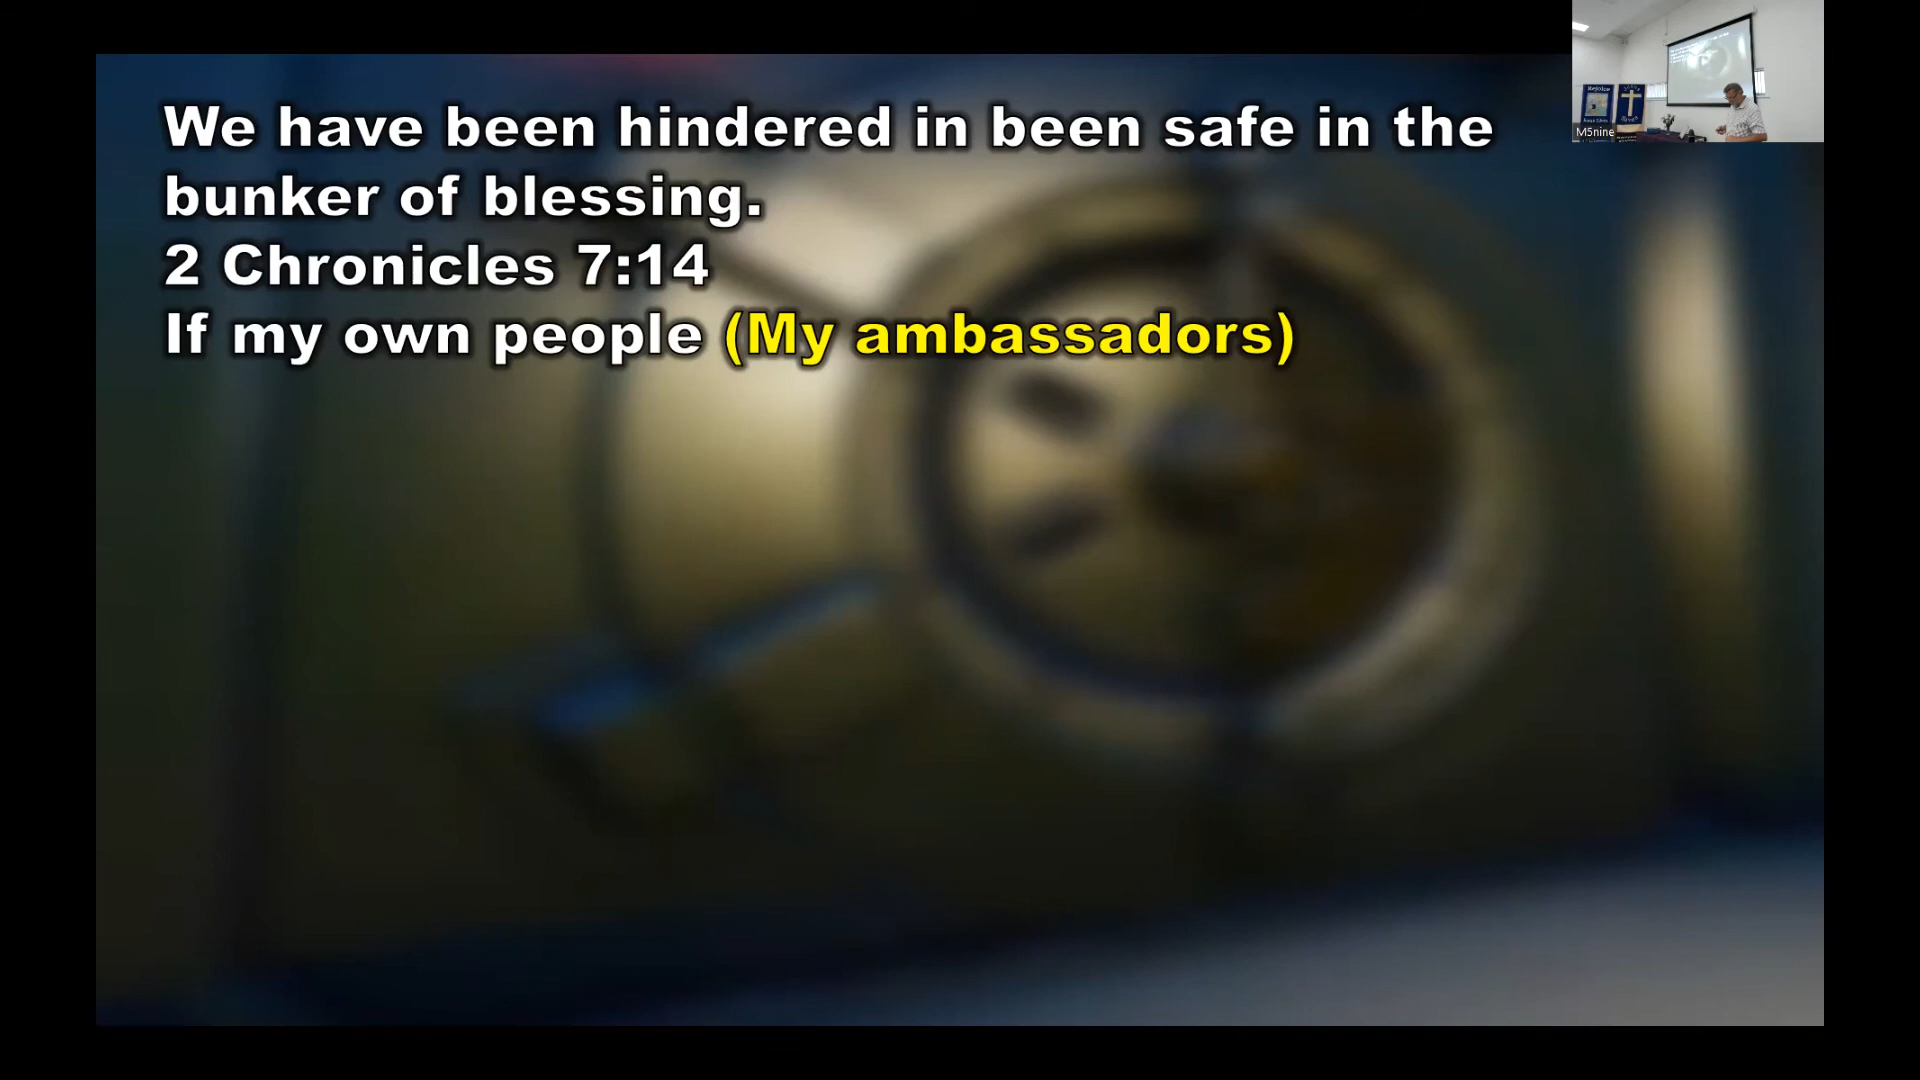 We have been hindered in been safe in the
bunker of blessing.
2 Chronicles 7:14
If my own people (My ambassadors)
Rejoice
M5nine